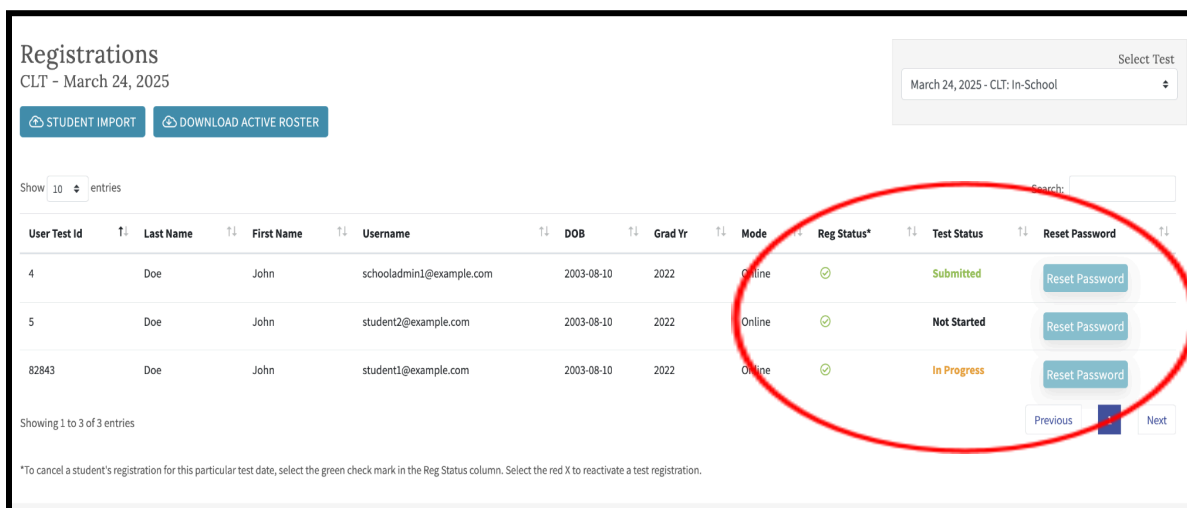 Registrations
CLT - March 24, 2025
Select Test
March 24, 2025 - CLT: In-School
STUDENT IMPORT DOWNLOAD ACTIVE ROSTER
Show 10 entries Search:
User Test Id Last Name First Name Username DOB Grad Yr Mode Reg Status* Test Status Reset Password
4 Doe John schooladmin1@example.com 2003-08-10 2022 Online Submitted Reset Password
5 Doe John student2@example.com 2003-08-10 2022 Online Not Started Reset Password
82843 Doe John student1@example.com 2003-08-10 2022 Online In Progress Reset Password
Showing 1 to 3 of 3 entries Previous 1 Next
*To cancel a student's registration for this particular test date, select the green check mark in the Reg Status column. Select the red X to reactivate a test registration.